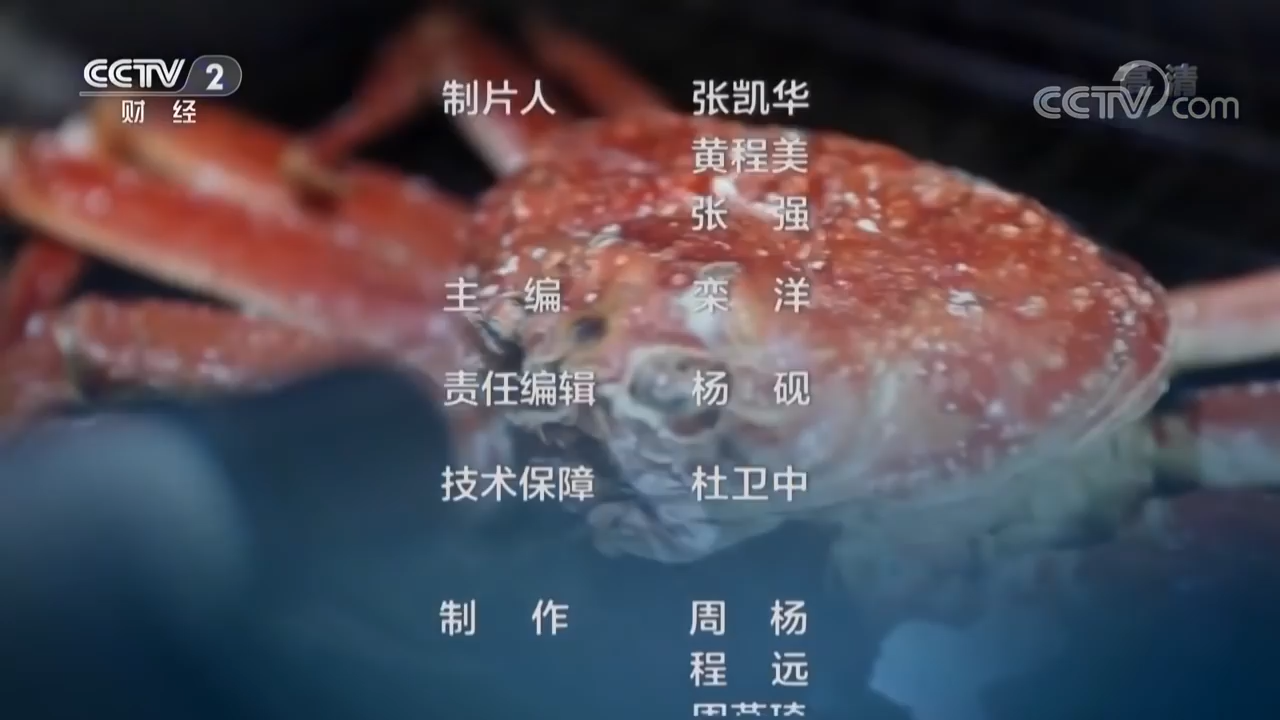 CCTV 2
财 经
高清
CCTV.com
制片人 张凯华
黄程美
张 强
主 编 栾 洋
责任编辑 杨 砚
技术保障 杜卫中
制 作 周 杨
程 远